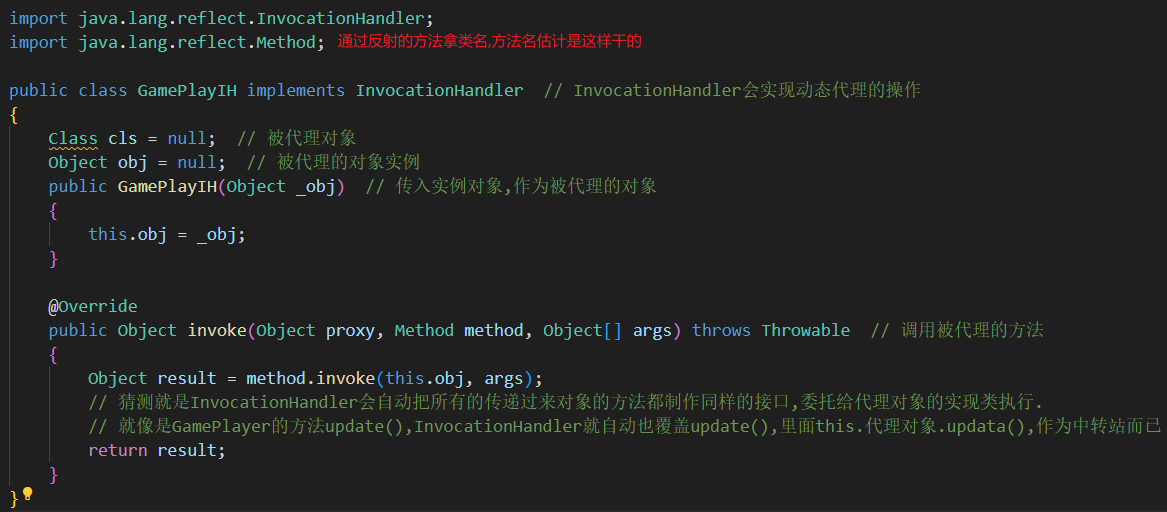 import java.lang.reflect.InvocationHandler;
import java.lang.reflect.Method; 通过反射的方法拿类名,方法名估计是这样干的
public class GamePlayIH implements InvocationHandler  // InvocationHandler会实现动态代理的操作
{
    Class cls = null;  // 被代理对象
    Object obj = null;  // 被代理的对象实例
    public GamePlayIH(Object _obj)  // 传入实例对象,作为被代理的对象
    {
        this.obj = _obj;
    }
    @Override
    public Object invoke(Object proxy, Method method, Object[] args) throws Throwable  // 调用被代理的方法
    {
        Object result = method.invoke(this.obj, args);
        // 猜测就是InvocationHandler会自动把所有的传递过来对象的方法都制作同样的接口,委托给代理对象的实现类执行.
        // 就像是GamePlayer的方法update(),InvocationHandler就自动也覆盖update(),里面this.代理对象.updata(),作为中转站而已
        return result;
    }
}